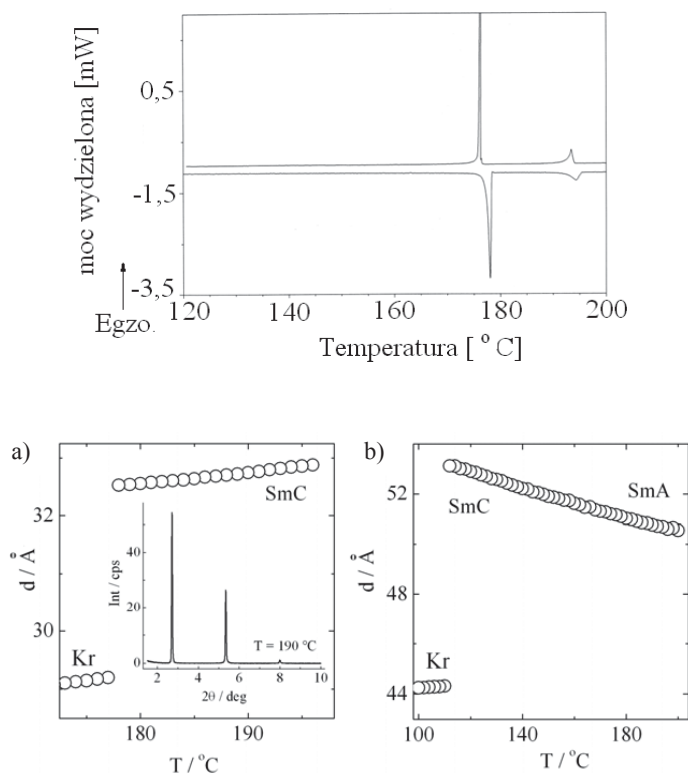 moc wydzielona [mW]
0,5
-1,5
-3,5
Egzo.
120 140 160 180 200
Temperatura [ ° C]
a)
d / Å
32
29
SmC
Kr
Int / cps
40
20
0
T = 190 °C
2 4 6 8 10
2θ / deg
180 190
T / °C
b)
d / Å
52
48
44
SmC
SmA
Kr
100 140 180
T / °C